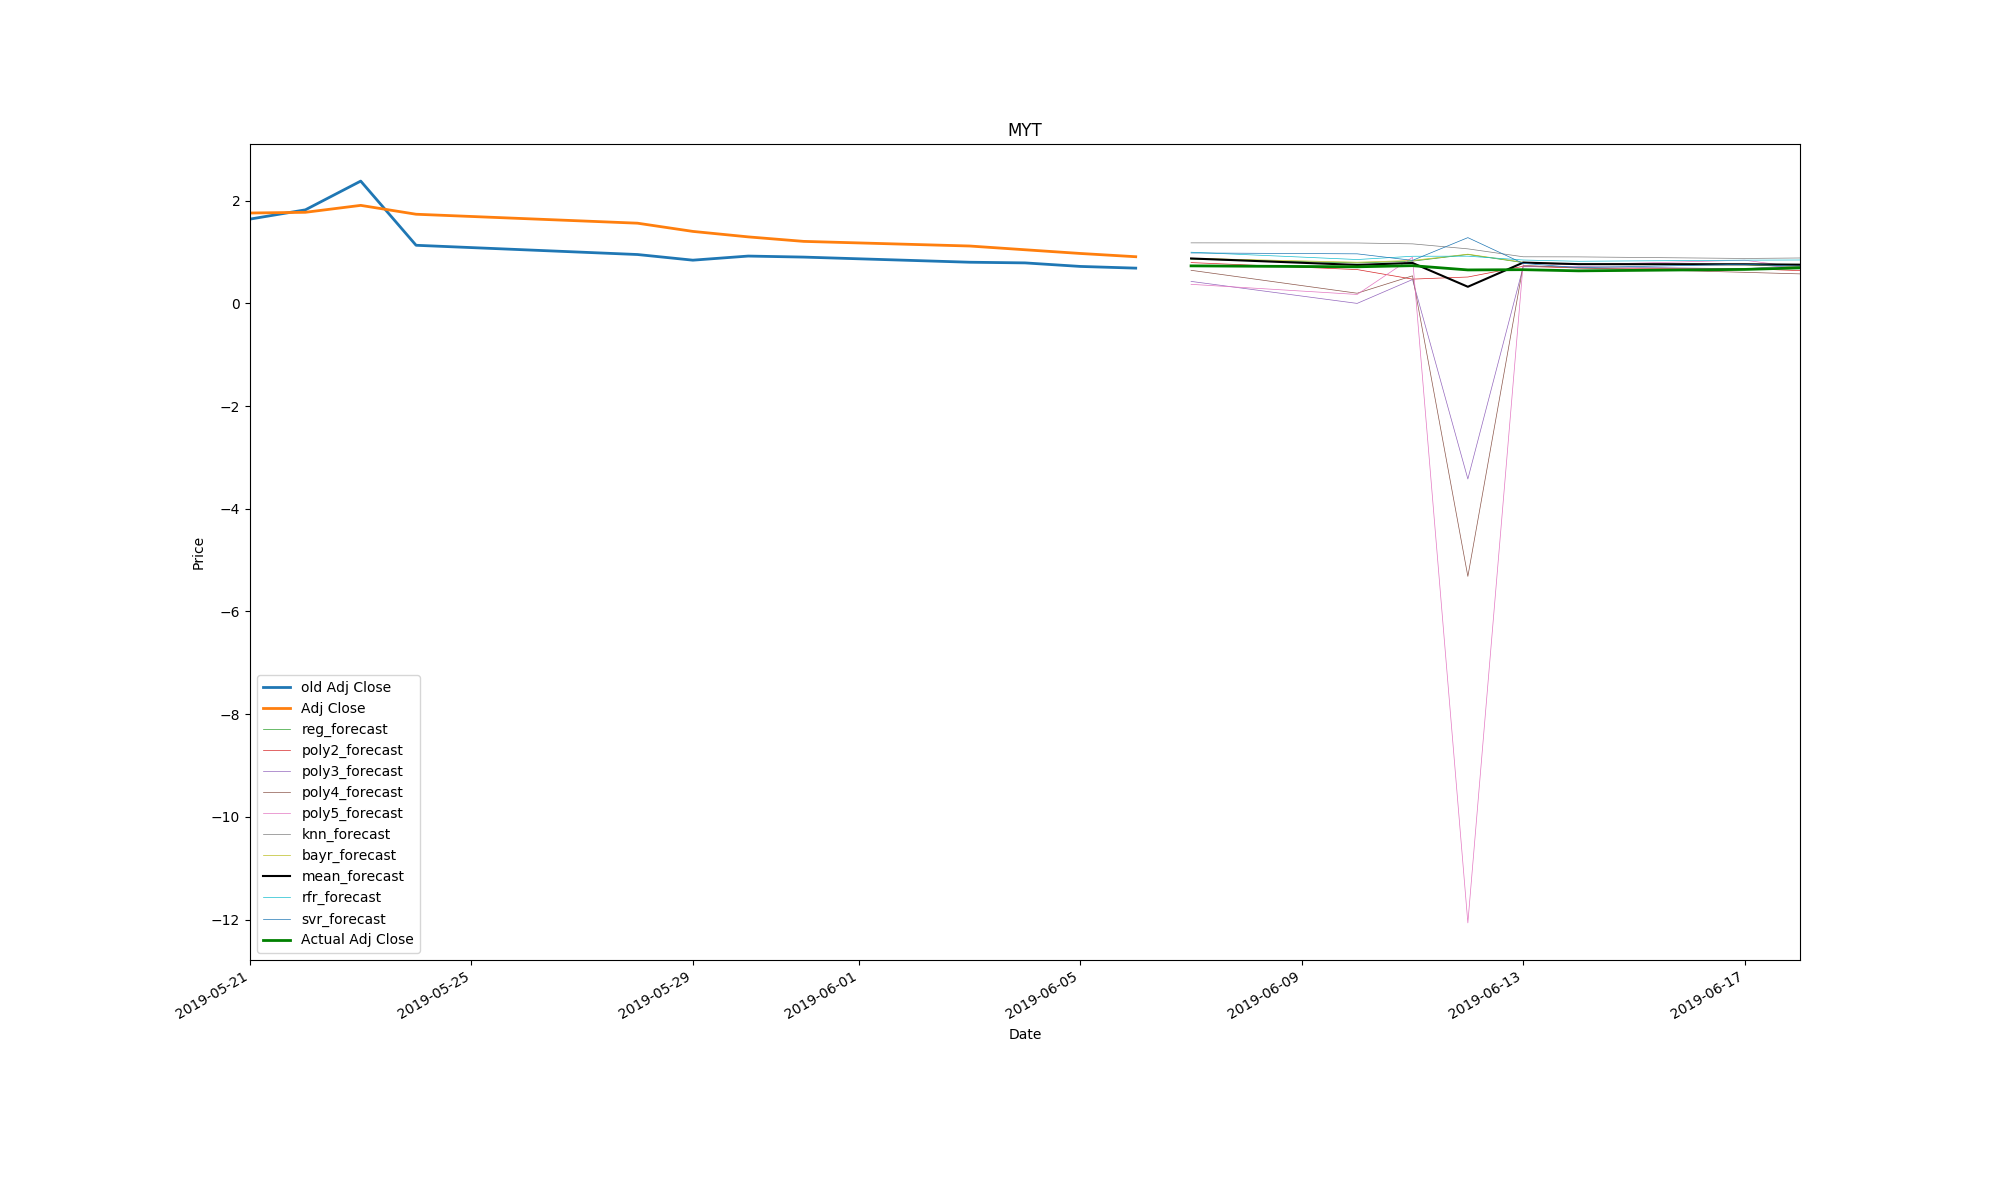 MYT
Price
2
0
−2
−4
−6
−8
−10
−12
old Adj Close
Adj Close
reg_forecast
poly2_forecast
poly3_forecast
poly4_forecast
poly5_forecast
knn_forecast
bayr_forecast
mean_forecast
rfr_forecast
svr_forecast
Actual Adj Close
2019-05-21
2019-05-25
2019-05-29
2019-06-01
2019-06-05
2019-06-09
2019-06-13
2019-06-17
Date